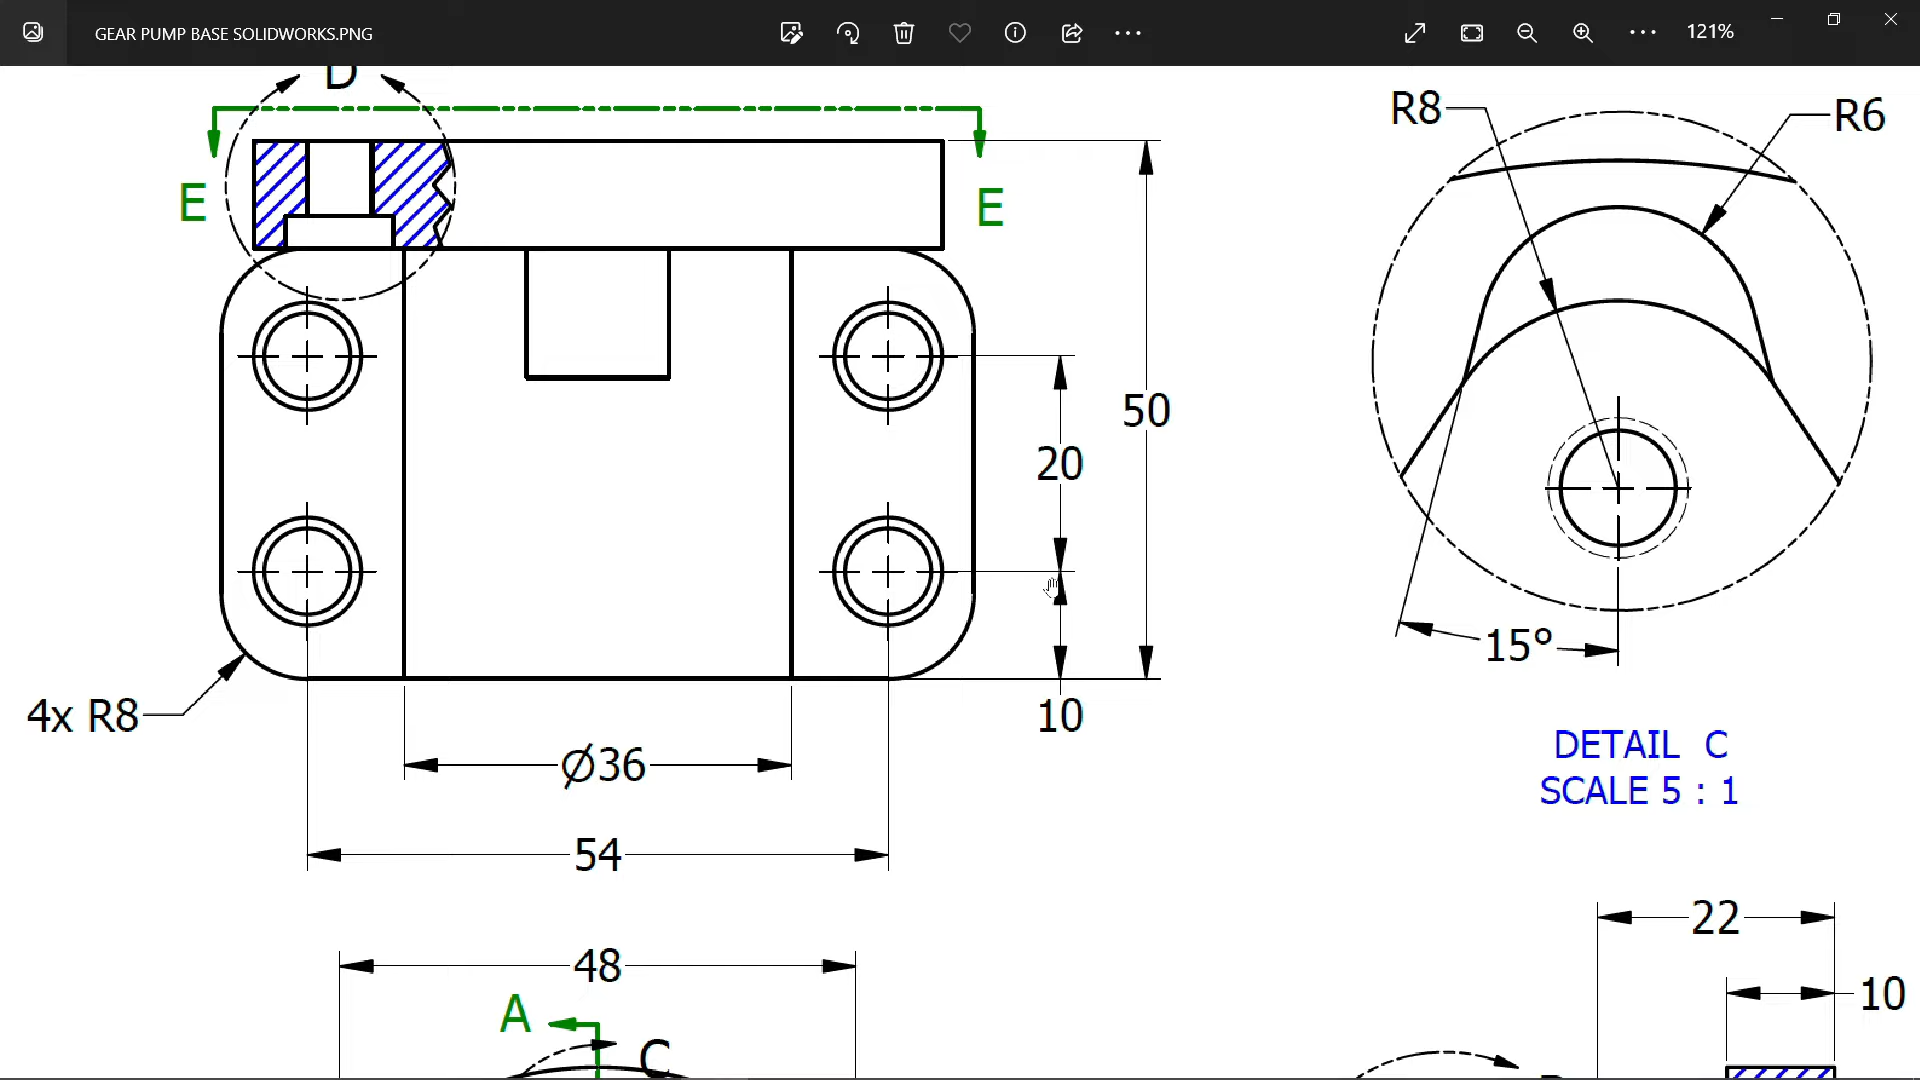 GEAR PUMP BASE SOLIDWORKS.PNG
121%
D
E
E
50
20
10
4x R8
Ø36
54
48
A
C
R8
R6
15°
DETAIL C
SCALE 5 : 1
22
10